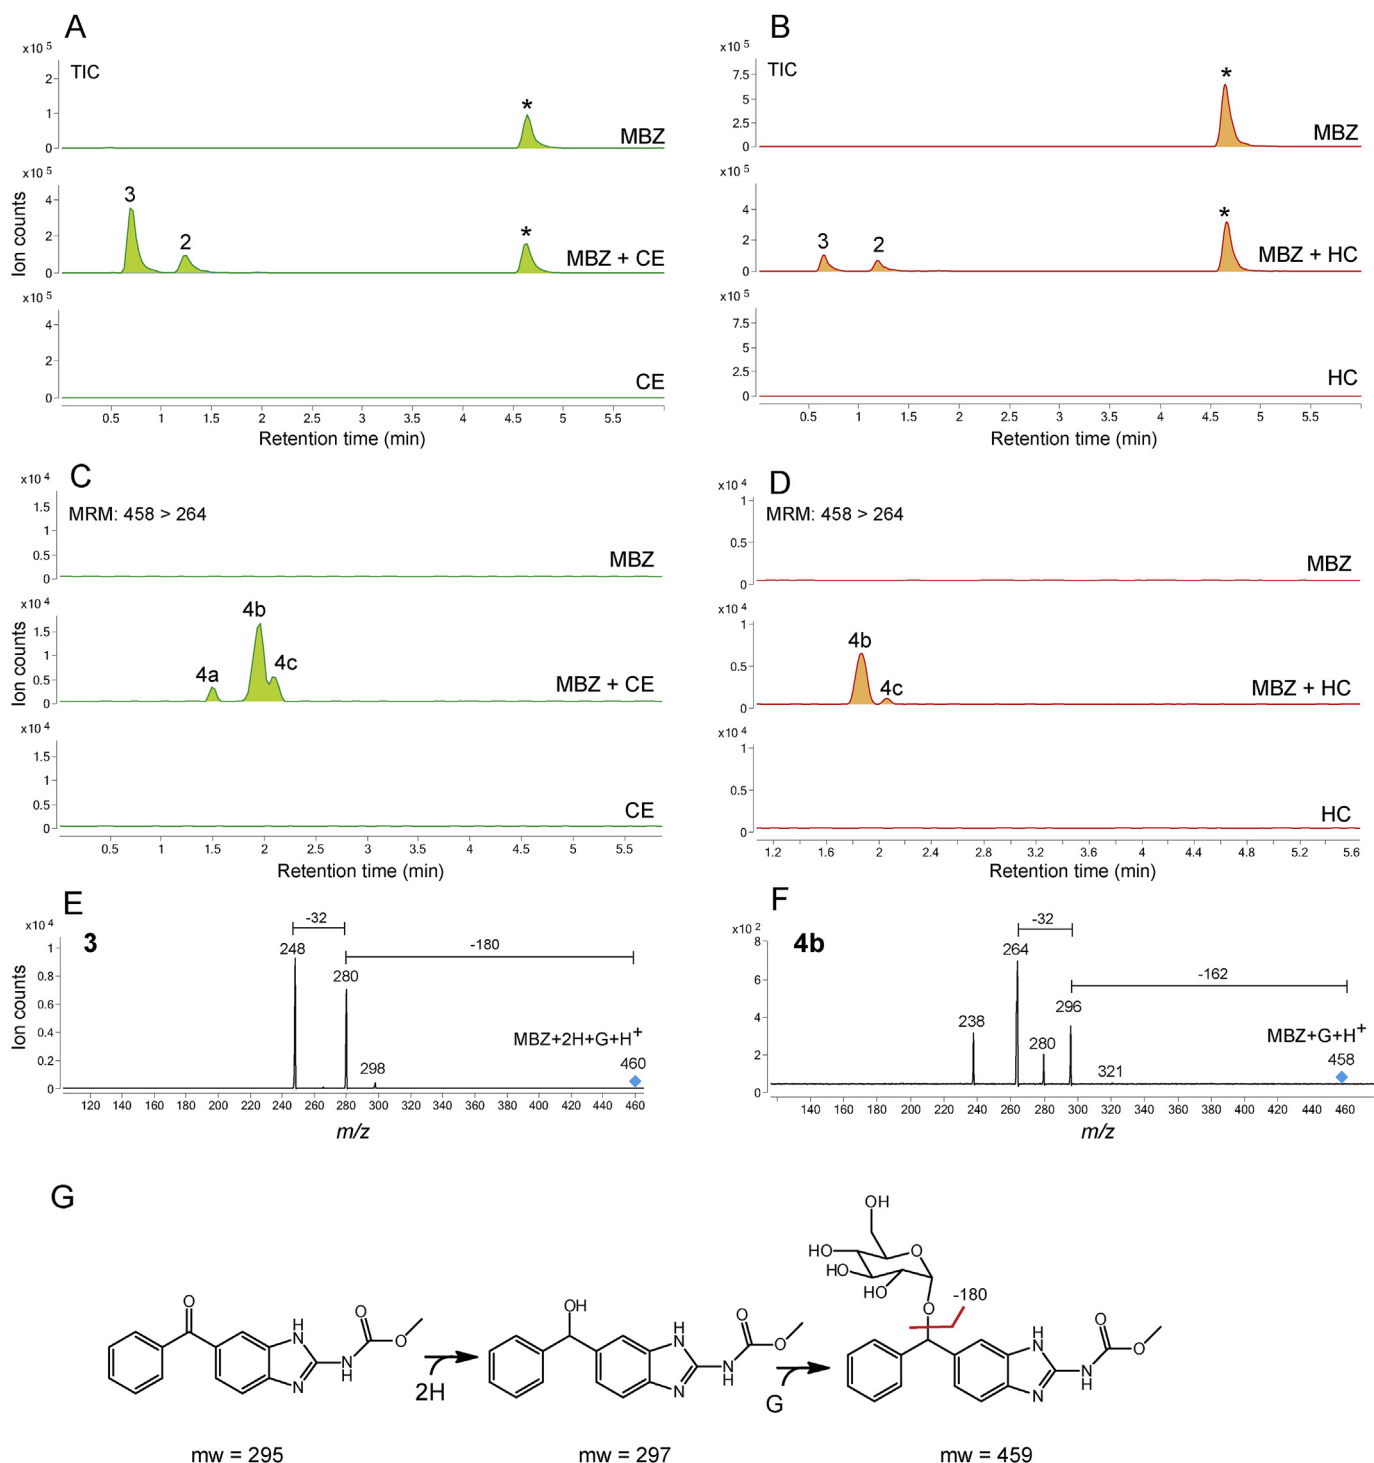 A
x10 5
TIC
2
1
0
*
MBZ
x10 5
4
2
0
3
2
*
MBZ + CE
Ion counts
x10 5
4
2
0
CE
0.5 1 1.5 2 2.5 3 3.5 4 4.5 5 5.5
Retention time (min)
B
x10 5
TIC
7.5
5
2.5
0
*
MBZ
x10 5
4
2
0
3
2
*
MBZ + HC
x10 5
7.5
5
2.5
0
HC
0.5 1 1.5 2 2.5 3 3.5 4 4.5 5 5.5
Retention time (min)
C
x10 4
MRM: 458 > 264
1.5
1
0.5
0
MBZ
x10 4
1.5
1
0.5
0
4a
4b
4c
MBZ + CE
Ion counts
x10 4
1.5
1
0.5
0
CE
0.5 1 1.5 2 2.5 3 3.5 4 4.5 5 5.5
Retention time (min)
D
x10 4
MRM: 458 > 264
1
0.5
0
MBZ
x10 4
1
0.5
0
4b
4c
MBZ + HC
x10 4
1
0.5
0
HC
1.2 1.6 2 2.4 2.8 3.2 3.6 4 4.4 4.8 5.2 5.6
Retention time (min)
E
x10 4
3
1
0.8
0.6
0.4
0.2
0
Ion counts
-32
-180
248
280
298
MBZ+2H+G+H+
460
120 140 160 180 200 220 240 260 280 300 320 340 360 380 400 420 440 460
m/z
F
x10 2
4b
8
6
4
2
0
-32
-162
264
238
280
296
321
MBZ+G+H+
458
140 160 180 200 220 240 260 280 300 320 340 360 380 400 420 440 460
m/z
G
O
H
N
N
N
H
O
O
2H
OH
H
N
N
N
H
O
O
G
OH
HO
O
HO
HO
O
-180
H
N
N
N
H
O
O
mw = 295
mw = 297
mw = 459